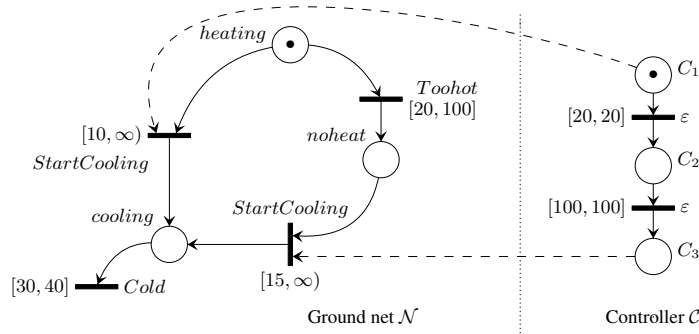 heating
C₁
Toohot
[20, 100]
[10, ∞)
[20, 20]
ε
StartCooling
noheat
C₂
cooling
StartCooling
[100, 100]
ε
C₃
[30, 40]
Cold
[15, ∞)
Ground net 𝒩
Controller 𝒞